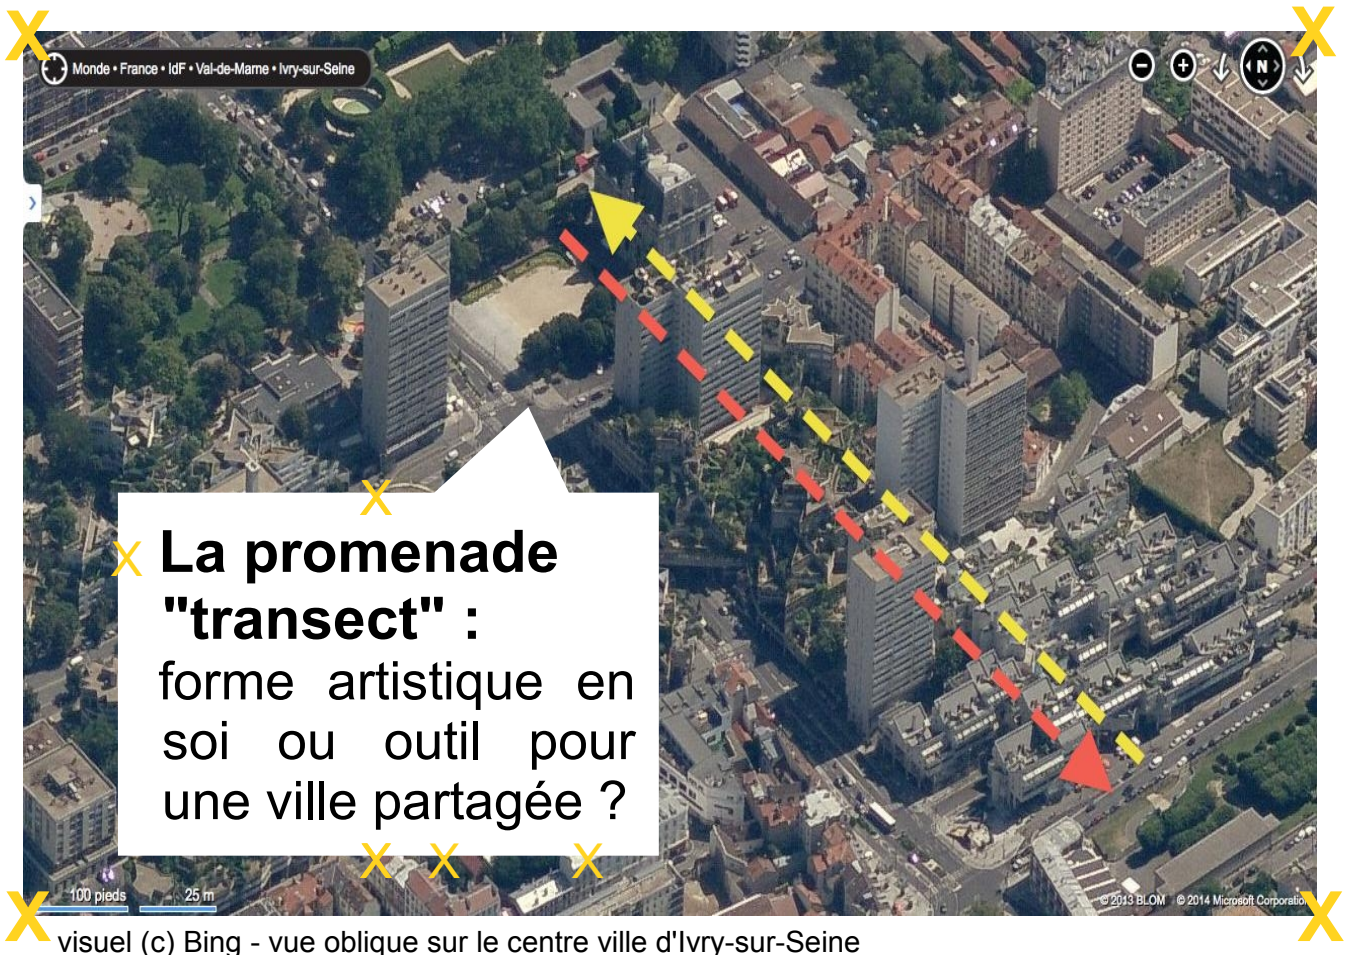 X X
Monde • France • IdF • Val-de-Marne • Ivry-sur-Seine
N
X
X La promenade
"transect" :
forme artistique en
soi ou outil pour
une ville partagée ?
X X X
100 pieds 25 m
© 2013 BLOM © 2014 Microsoft Corporation
X X
visuel (c) Bing - vue oblique sur le centre ville d'Ivry-sur-Seine